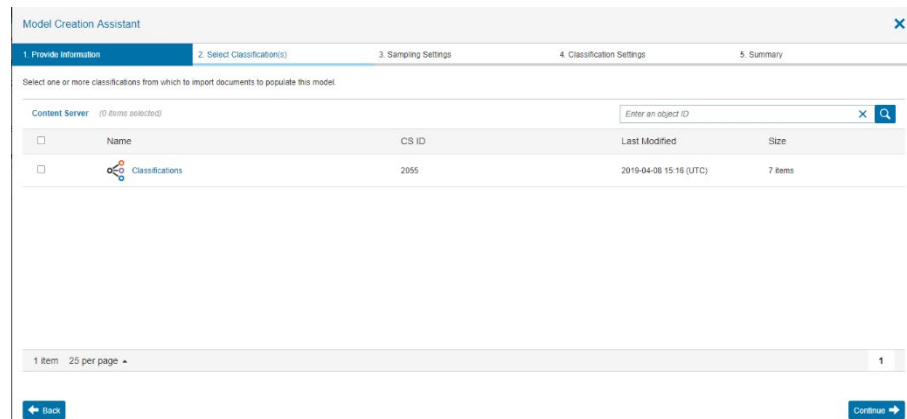 Model Creation Assistant
1. Provide Information 2. Select Classification(s) 3. Sampling Settings 4. Classification Settings 5. Summary
Select one or more classifications from which to import documents to populate this model.
Content Server (0 items selected) Enter an object ID
Name CS ID Last Modified Size
Classifications 2055 2019-04-08 15:16 (UTC) 7 items
1 item 25 per page 1
Back Continue